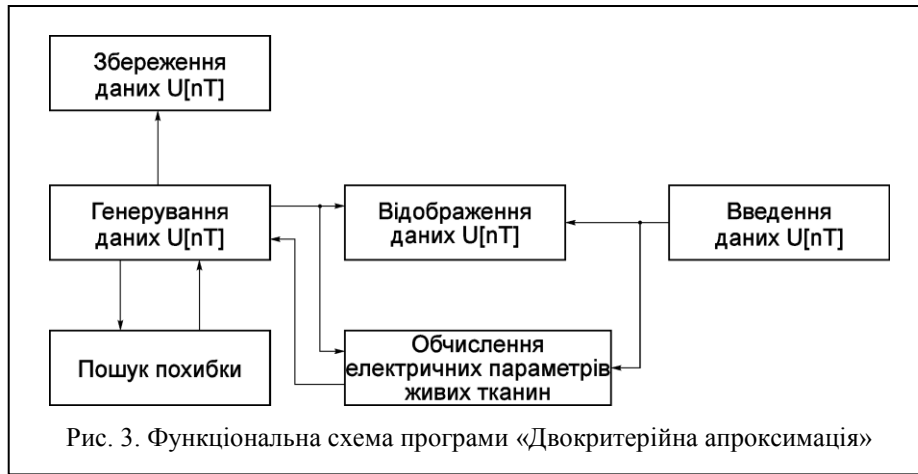 Збереження
даних U[nT]
Генерування
даних U[nT]
Відображення
даних U[nT]
Введення
даних U[nT]
Пошук похибки
Обчислення
електричних параметрів
живих тканин
Рис. 3. Функціональна схема програми «Двокритерійна апроксимація»